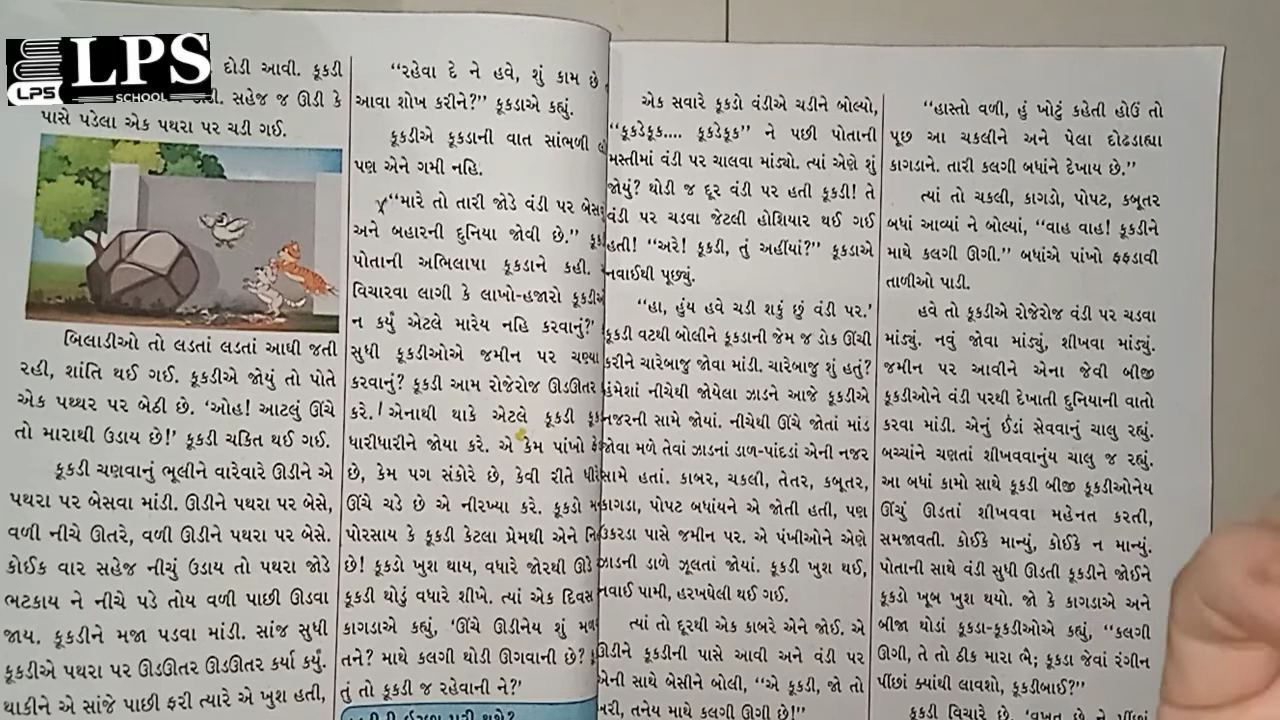 LPS
LPS
SCHOOL
દોડી આવી. કૂકડી
સહેજ જ ઊડી કે
પાસે પડેલા એક પથરા પર ચડી ગઈ.
બિલાડીઓ તો લડતાં લડતાં આઘી જતી
રહી, શાંતિ થઈ ગઈ. કૂકડીએ જોયું તો પોતે
એક પથ્થર પર બેઠી છે. ‘ઓહ! આટલું ઊંચે
તો મારાથી ઉડાય છે!’ કૂકડી ચકિત થઈ ગઈ.
કૂકડી ચણવાનું ભૂલીને વારેવારે ઊડીને એ
પથરા પર બેસવા માંડી. ઊડીને પથરા પર બેસે,
વળી નીચે ઊતરે, વળી ઊડીને પથરા પર બેસે.
કોઈક વાર સહેજ નીચું ઉડાય તો પથરા જોડે
ભટકાય ને નીચે પડે તોય વળી પાછી ઊડવા
જાય. કૂકડીને મજા પડવા માંડી. સાંજ સુધી
કૂકડીએ પથરા પર ઊડઊતર ઊડઊતર કર્યા કર્યું.
થાકીને એ સાંજે પાછી ફરી ત્યારે એ ખુશ હતી,
“રહેવા દે ને હવે, શું કામ છે
આવા શોખ કરીને?” કૂકડાએ કહ્યું.
કૂકડીએ કૂકડાની વાત સાંભળી
પણ એને ગમી નહિ.
“મારે તો તારી જોડે વંડી પર
અને બહારની દુનિયા જોવી છે.”
પોતાની અભિલાષા કૂકડાને કહી.
વિચારવા લાગી કે લાખો-હજારો
ન કર્યું એટલે મારેય નહિ કરવાનું?’
સુધી કૂકડીઓએ જમીન પર ચણ્યા
કરવાનું? કૂકડી આમ રોજેરોજ ઊડઊતર
કરે.! એનાથી થાકે એટલે કૂકડી
ધારીધારીને જોયા કરે. એ કેમ પાંખો
છે, કેમ પગ સંકોરે છે, કેવી રીતે
ઊંચે ચડે છે એ નીરખ્યા કરે. કૂકડો
પોરસાય કે કૂકડી કેટલા પ્રેમથી એને
છે! કૂકડો ખુશ થાય, વધારે જોરથી ઊડે
કૂકડી થોડું વધારે શીખે. ત્યાં એક દિવસ
કાગડાએ કહ્યું, ‘ઊંચે ઊડીનેય શું
તને? માથે કલગી થોડી ઊગવાની છે?
તું તો કૂકડી જ રહેવાની ને?’
એક સવારે કૂકડો વંડીએ ચડીને બોલ્યો,
“કૂકડેકૂક.... કૂકડેકૂક” ને પછી પોતાની
મસ્તીમાં વંડી પર ચાલવા માંડ્યો. ત્યાં એણે શું
જોયું? થોડી જ દૂર વંડી પર હતી કૂકડી! તે
વંડી પર ચડવા જેટલી હોશિયાર થઈ ગઈ
હતી! “અરે! કૂકડી, તું અહીંયાં?” કૂકડાએ
નવાઈથી પૂછ્યું.
“હા, હુંય હવે ચડી શકું છું વંડી પર.’
કૂકડી વટથી બોલીને કૂકડાની જેમ જ ડોક ઊંચી
કરીને ચારેબાજુ જોવા માંડી. ચારેબાજુ શું હતું?
હંમેશાં નીચેથી જોયેલા ઝાડને આજે કૂકડીએ
નજરની સામે જોયાં. નીચેથી ઊંચે જોતાં માંડ
જોવા મળે તેવાં ઝાડનાં ડાળ-પાંદડાં એની નજર
સામે હતાં. કાબર, ચકલી, તેતર, કબૂતર,
કાગડા, પોપટ બધાંયને એ જોતી હતી, પણ
ઉકરડા પાસે જમીન પર. એ પંખીઓને એણે
ઝાડની ડાળે ઝૂલતાં જોયાં. કૂકડી ખુશ થઈ,
નવાઈ પામી, હરખઘેલી થઈ ગઈ.
ત્યાં તો દૂરથી એક કાબરે એને જોઈ. એ
ઊડીને કૂકડીની પાસે આવી અને વંડી પર
એની સાથે બેસીને બોલી, “એ કૂકડી, જો તો
ખરી, તનેય માથે કલગી ઊગી છે!”
“હાસ્તો વળી, હું ખોટું કહેતી હોઉં તો
પૂછ આ ચકલીને અને પેલા દોઢડાહ્યા
કાગડાને. તારી કલગી બધાંને દેખાય છે.”
ત્યાં તો ચકલી, કાગડો, પોપટ, કબૂતર
બધાં આવ્યાં ને બોલ્યાં, “વાહ વાહ! કૂકડીને
માથે કલગી ઊગી.” બધાંએ પાંખો ફફડાવી
તાળીઓ પાડી.
હવે તો કૂકડીએ રોજેરોજ વંડી પર ચડવા
માંડ્યું. નવું જોવા માંડ્યું, શીખવા માંડ્યું.
જમીન પર આવીને એના જેવી બીજી
કૂકડીઓને વંડી પરથી દેખાતી દુનિયાની વાતો
કરવા માંડી. એનું ઈંડાં સેવવાનું ચાલુ રહ્યું.
બચ્ચાંને ચણતાં શીખવવાનુંય ચાલુ જ રહ્યું.
આ બધાં કામો સાથે કૂકડી બીજી કૂકડીઓનેય
ઊંચું ઊડતાં શીખવવા મહેનત કરતી,
સમજાવતી. કોઈકે માન્યું, કોઈકે ન માન્યું.
પોતાની સાથે વંડી સુધી ઊડતી કૂકડીને જોઈને
કૂકડો ખૂબ ખુશ થયો. જો કે કાગડાએ અને
બીજા થોડાં કૂકડા-કૂકડીઓએ કહ્યું, “કલગી
ઊગી, તે તો ઠીક મારા ભૈ; કૂકડા જેવાં રંગીન
પીંછાં ક્યાંથી લાવશો, કૂકડીબાઈ?”
કૂકડી વિચારે છે. ‘વખત છે ને પીંછાં